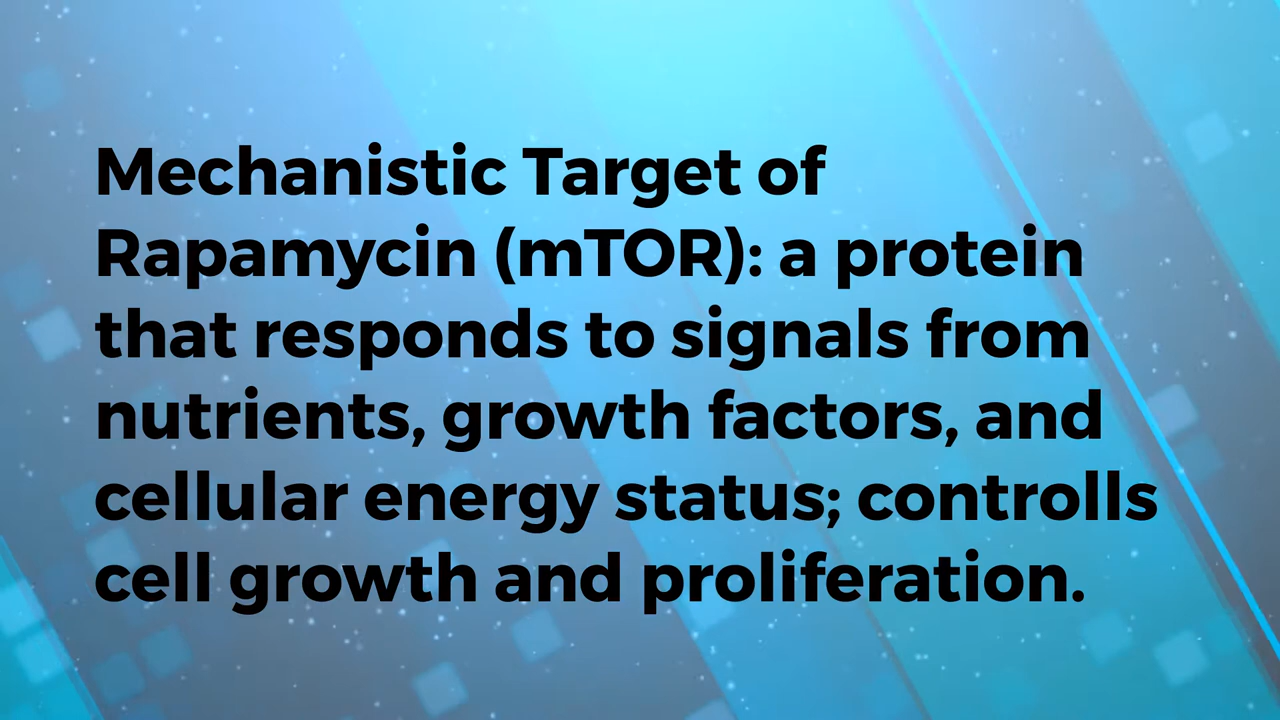 Mechanistic Target of
Rapamycin (mTOR): a protein
that responds to signals from
nutrients, growth factors, and
cellular energy status; controlls
cell growth and proliferation.